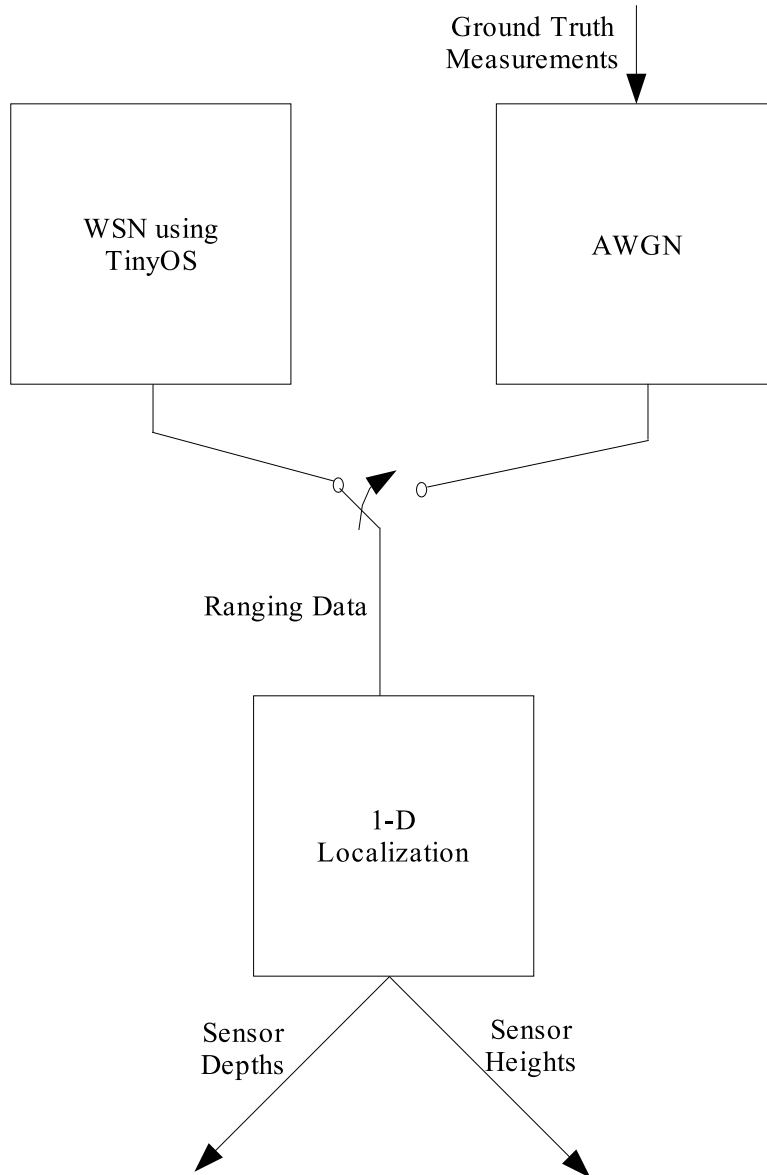 Ground Truth
Measurements
WSN using
TinyOS
AWGN
Ranging Data
1-D
Localization
Sensor
Depths
Sensor
Heights